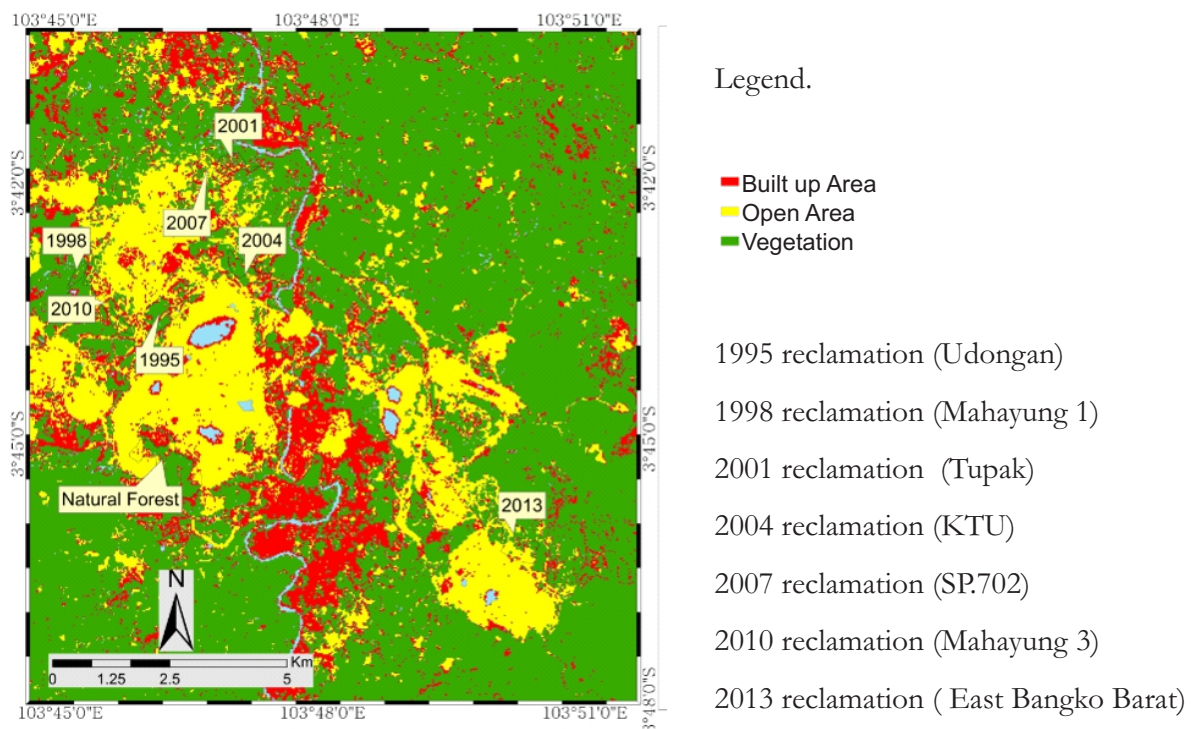 103°45'0"E 103°48'0"E 103°51'0"E
Legend.
2001
3°42'0"S
3°42'0"S
Built up Area
Open Area
Vegetation
2007
1998
2004
2010
1995
1995 reclamation (Udongan)
1998 reclamation (Mahayung 1)
3°45'0"S
3°45'0"S
2001 reclamation (Tupak)
Natural Forest
2013
2004 reclamation (KTU)
2007 reclamation (SP.702)
N
2010 reclamation (Mahayung 3)
Km
0 1.25 2.5 5
3°48'0"S
2013 reclamation ( East Bangko Barat)
103°45'0"E 103°48'0"E 103°51'0"E